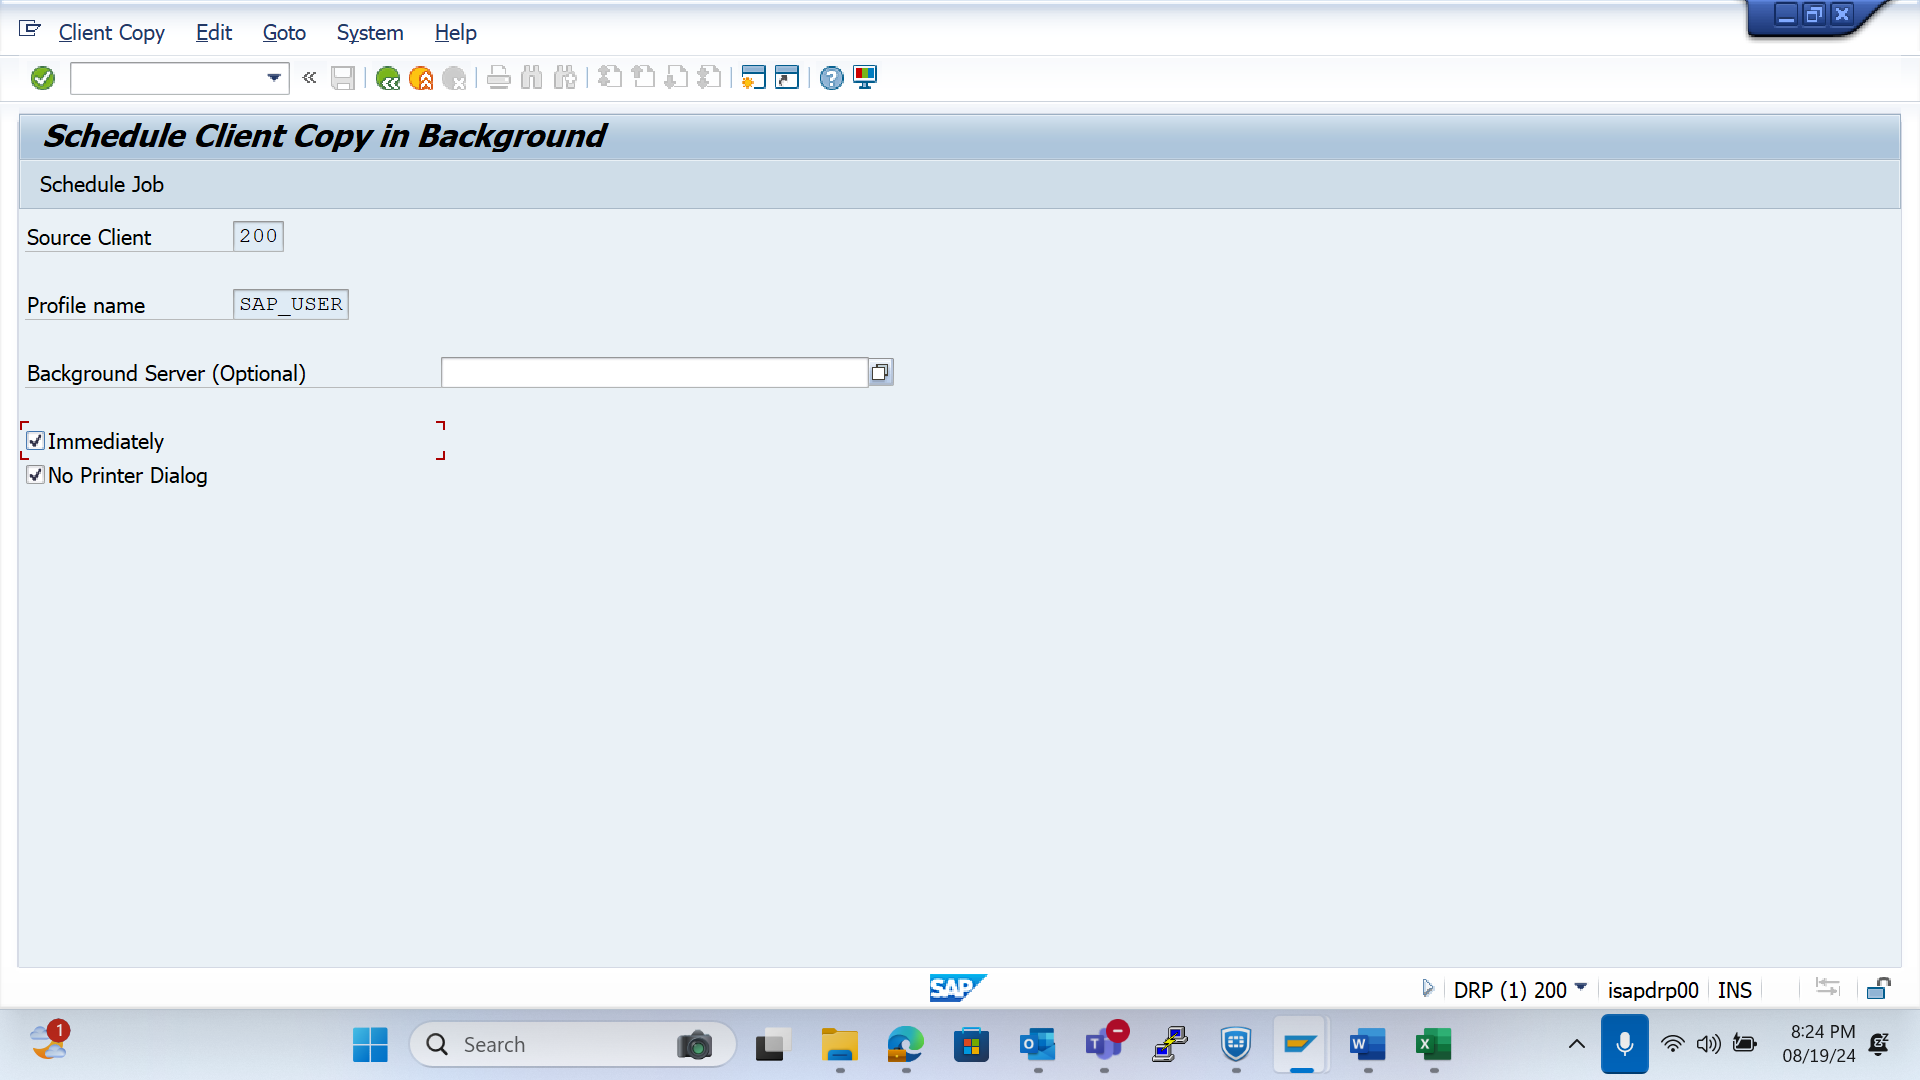 Client Copy Edit Goto System Help
Schedule Client Copy in Background
Schedule Job
Source Client 200
Profile name SAP_USER
Background Server (Optional)
Immediately
No Printer Dialog
SAP
DRP (1) 200 isapdrp00 INS
1
Search
8:24 PM
08/19/24